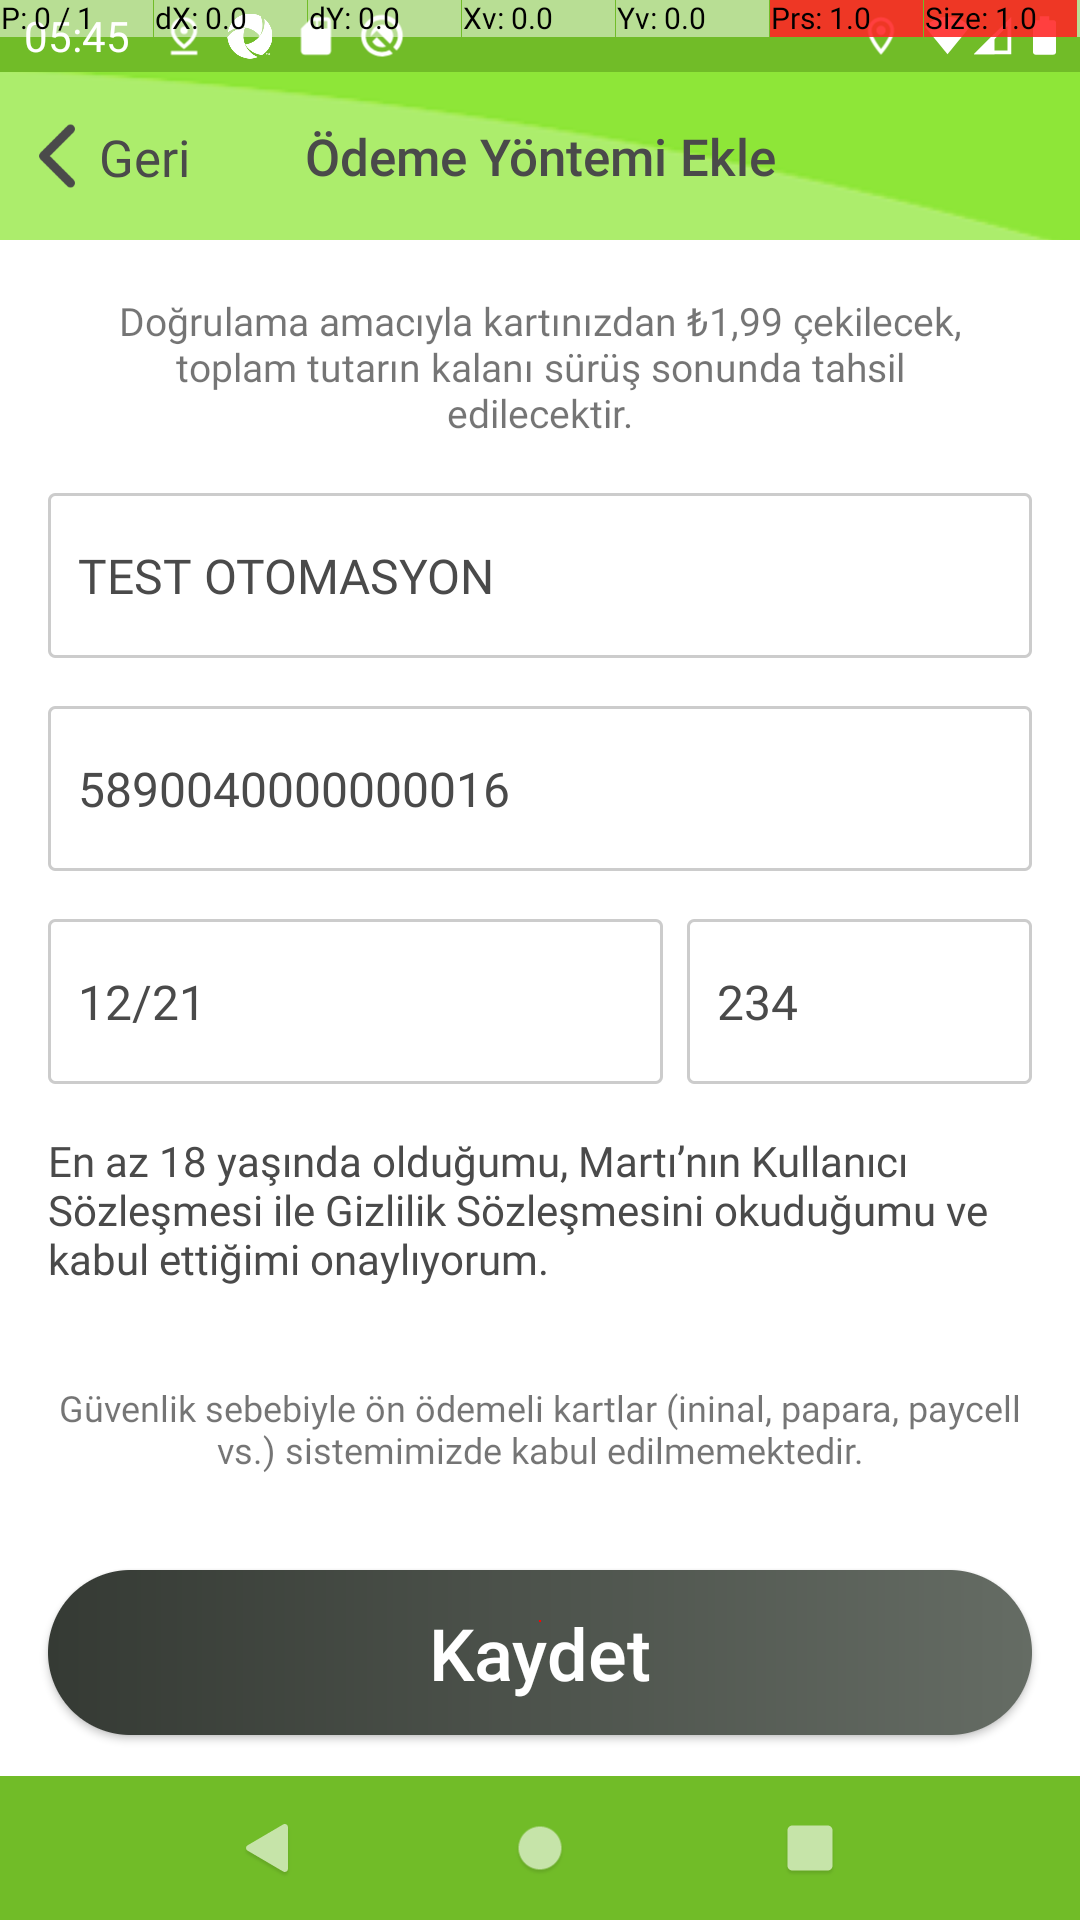 P: 0 / 1 dX: 0.0 dY: 0.0 Xv: 0.0 Yv: 0.0 Prs: 1.0 Size: 1.0
05:45
Geri Ödeme Yöntemi Ekle
Doğrulama amacıyla kartınızdan ₺1,99 çekilecek,
toplam tutarın kalanı sürüş sonunda tahsil
edilecektir.
TEST OTOMASYON
5890040000000016
12/21 234
En az 18 yaşında olduğumu, Martı’nın Kullanıcı
Sözleşmesi ile Gizlilik Sözleşmesini okuduğumu ve
kabul ettiğimi onaylıyorum.
Güvenlik sebebiyle ön ödemeli kartlar (ininal, papara, paycell
vs.) sistemimizde kabul edilmemektedir.
Kaydet